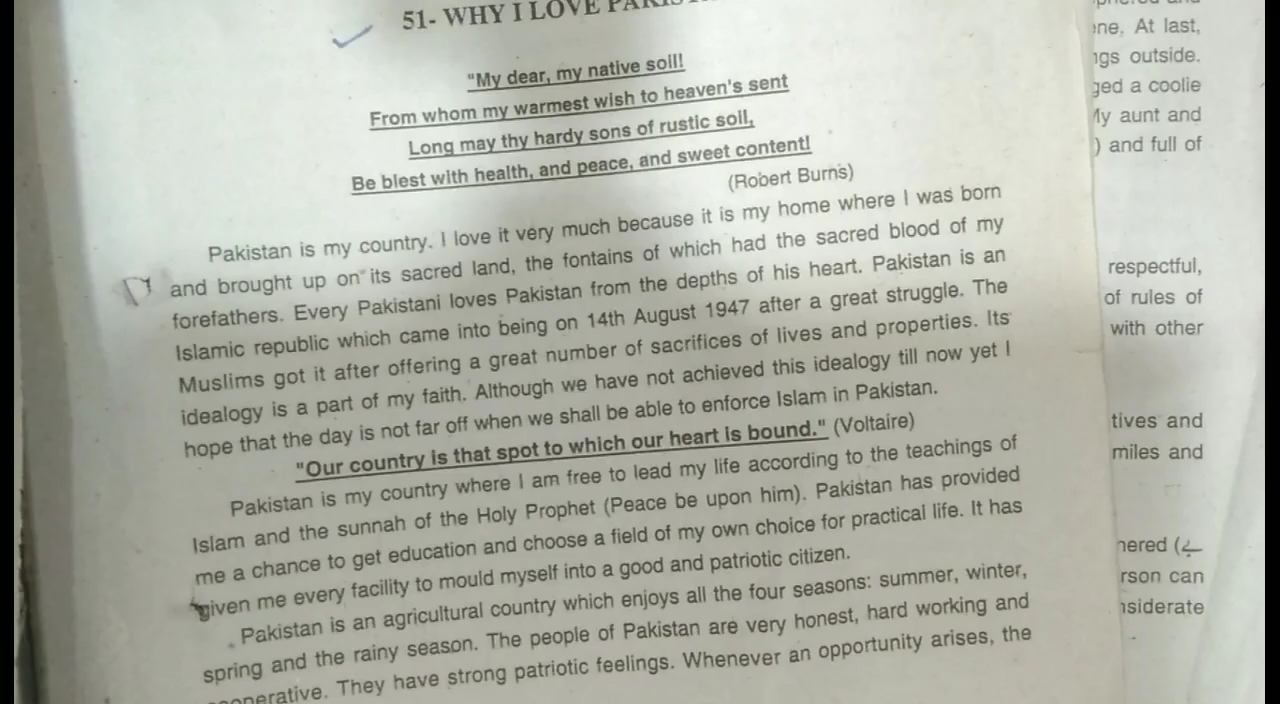 51- WHY I LOVE
"My dear, my native soil!
From whom my warmest wish to heaven's sent
Long may thy hardy sons of rustic soil,
Be blest with health, and peace, and sweet content!
(Robert Burns)
Pakistan is my country. I love it very much because it is my home where I was born
and brought up on its sacred land, the fontains of which had the sacred blood of my
forefathers. Every Pakistani loves Pakistan from the depths of his heart. Pakistan is an
Islamic republic which came into being on 14th August 1947 after a great struggle. The
Muslims got it after offering a great number of sacrifices of lives and properties. Its
idealogy is a part of my faith. Although we have not achieved this idealogy till now yet I
hope that the day is not far off when we shall be able to enforce Islam in Pakistan.
"Our country is that spot to which our heart is bound." (Voltaire)
Pakistan is my country where I am free to lead my life according to the teachings of
Islam and the sunnah of the Holy Prophet (Peace be upon him). Pakistan has provided
me a chance to get education and choose a field of my own choice for practical life. It has
given me every facility to mould myself into a good and patriotic citizen.
Pakistan is an agricultural country which enjoys all the four seasons: summer, winter,
spring and the rainy season. The people of Pakistan are very honest, hard working and
They have strong patriotic feelings. Whenever an opportunity arises, the
At last,
outside.
a coolie
aunt and
) and full of
respectful,
of rules of
with other
and
miles and
can